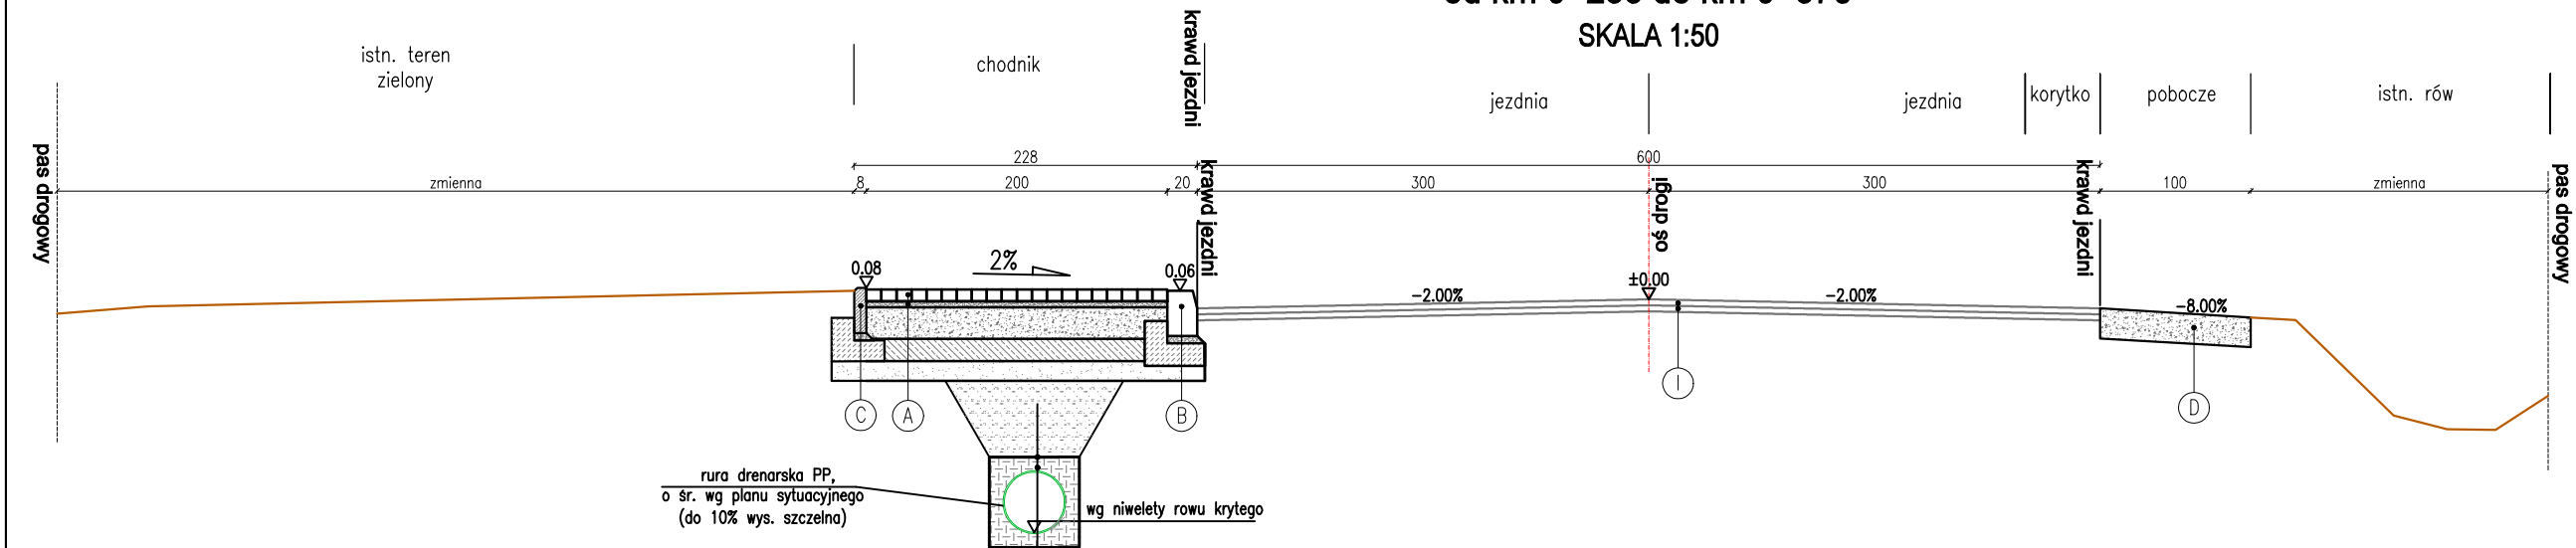 SKALA 1:50
istn. teren
zielony
chodnik
krawd jezdni
jezdnia
jezdnia
korytko
pobocze
istn. rów
pas drogowy
228
600
zmienna
8
200
20
300
300
100
zmienna
krawd jezdni
oś drogi
krawd jezdni
pas drogowy
0.08
2%
0.06
-2.00%
±0.00
-2.00%
-8.00%
C
A
B
I
D
rura drenarska PP,
o śr. wg planu sytuacyjnego
(do 10% wys. szczelna)
wg niwelety rowu krytego